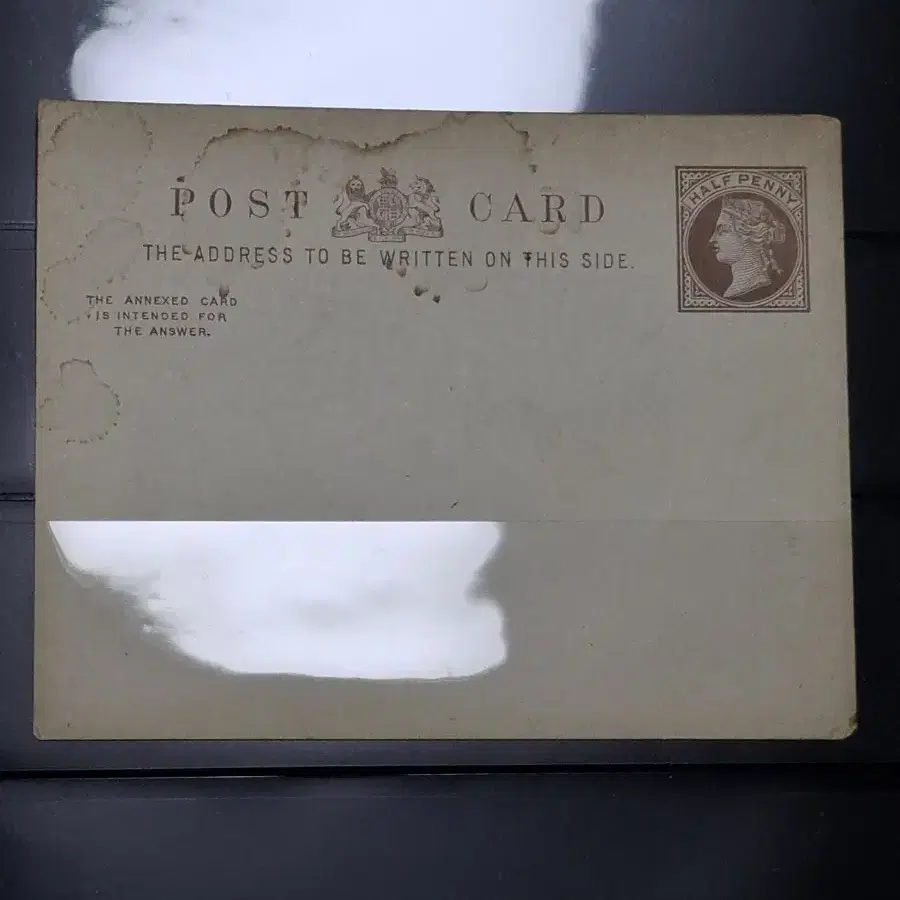 POST CARD
HALF PENNY
THE ADDRESS TO BE WRITTEN ON THIS SIDE.
THE ANNEXED CARD
IS INTENDED FOR
THE ANSWER.